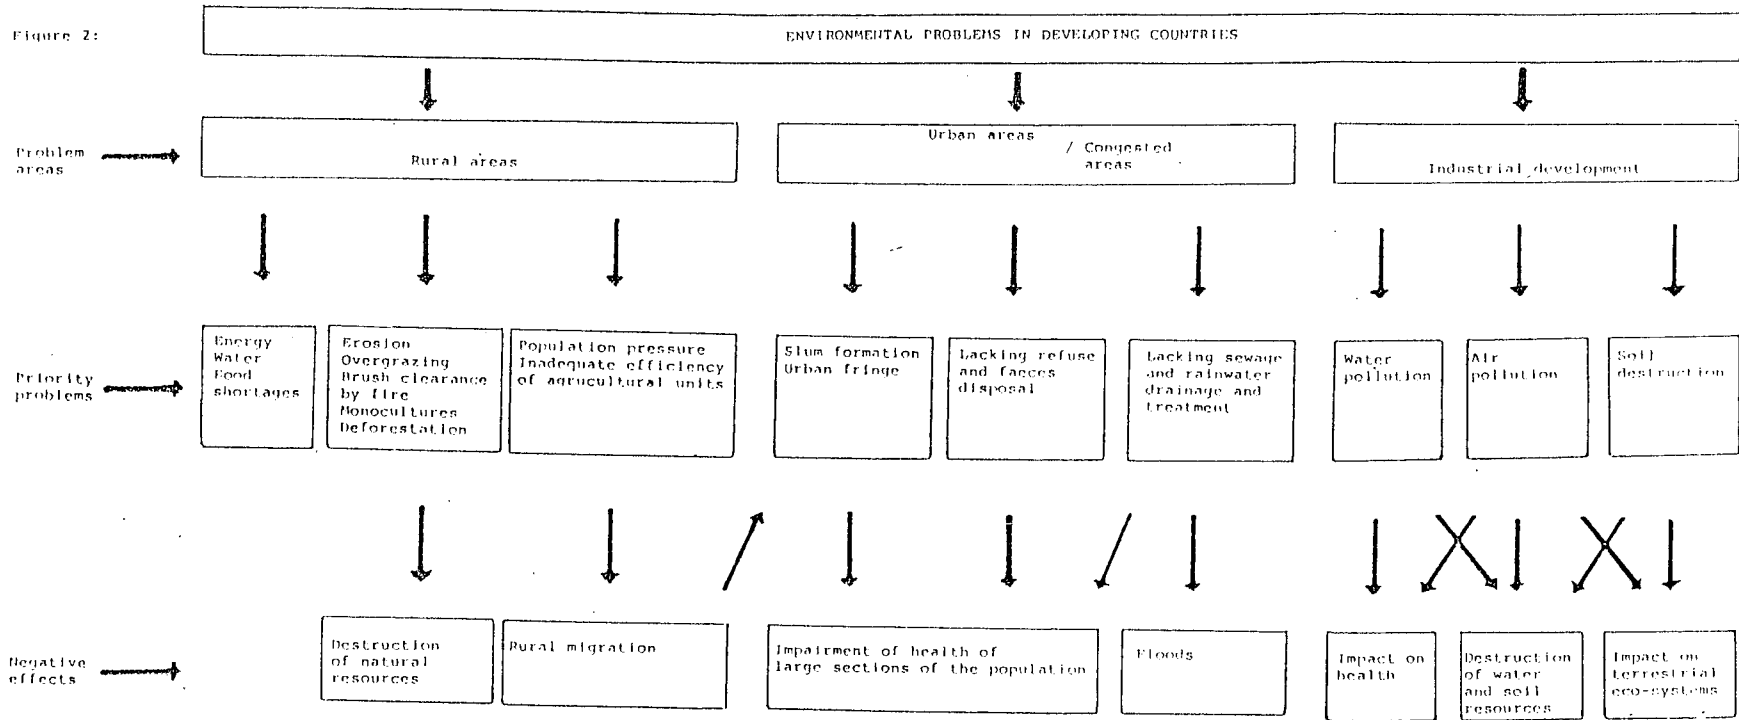 Figure 2:
ENVIRONMENTAL PROBLEMS IN DEVELOPING COUNTRIES
Problem
areas
Rural areas
Urban areas
/ Congested
areas
Industrial development
Priority
problems
Energy
Water
Food
shortages
Erosion
Overgrazing
Brush clearance
by fire
Monocultures
Deforestation
Population pressure
Inadequate efficiency
of agrucultural units
Slum formation
Urban fringe
Lacking refuse
and faeces
disposal
Lacking sewage
and rainwater
drainage and
treatment
Water
pollution
Air
pollution
Soil
destruction
Negative
effects
Destruction
of natural
resources
Rural migration
Impairment of health of
large sections of the population
Floods
Impact on
health
Destruction
of water
and soil
resources
Impact on
terrestrial
eco-systems